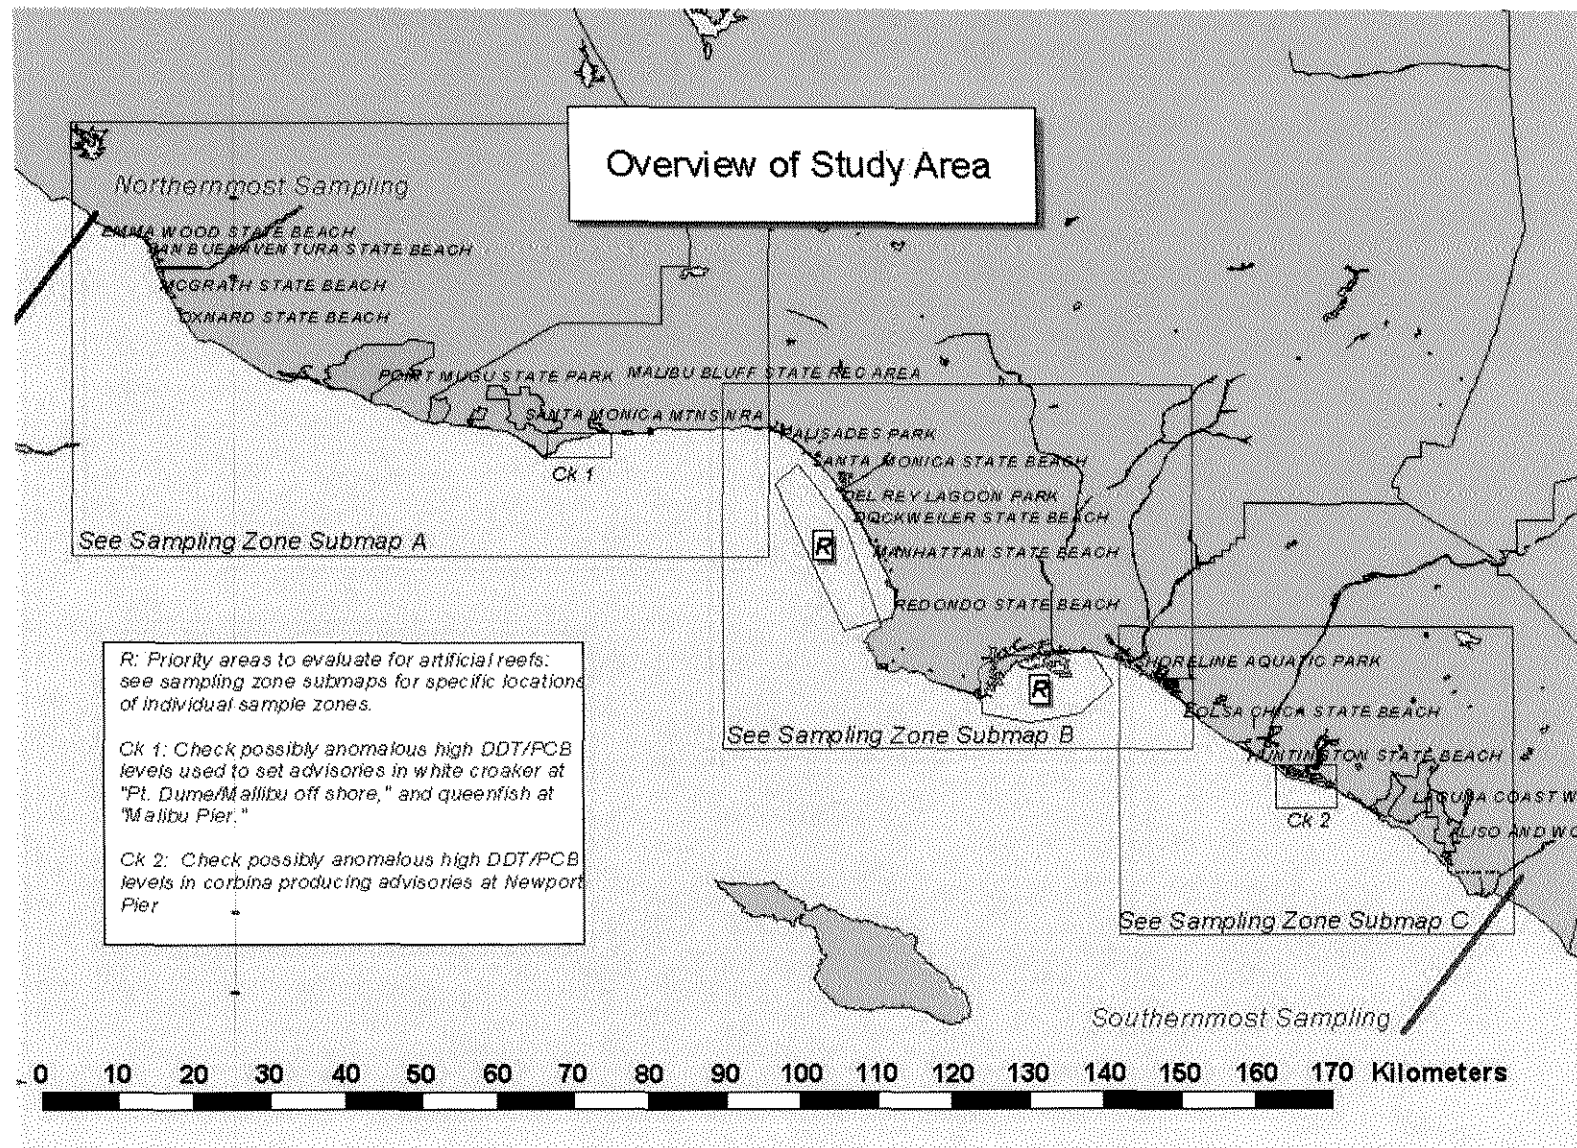 Overview of Study Area
Northernmost Sampling
EMMA WOOD STATE BEACH
SAN BUENAVENTURA STATE BEACH
MCGRATH STATE BEACH
OXNARD STATE BEACH
POINT MUGU STATE PARK
MALIBU BLUFF STATE REC AREA
SANTA MONICA MTNS NRA
PALISADES PARK
Ck 1
SANTA MONICA STATE BEACH
DEL REY LAGOON PARK
DOCKWEILER STATE BEACH
See Sampling Zone Submap A
R
MANHATTAN STATE BEACH
REDONDO STATE BEACH
R: Priority areas to evaluate for artificial reefs:
see sampling zone submaps for specific locations
of individual sample zones.
Ck 1: Check possibly anomalous high DDT/PCB
levels used to set advisories in white croaker at
"Pt. Dume/Mallibu off shore," and queenfish at
"Malibu Pier."
Ck 2: Check possibly anomalous high DDT/PCB
levels in corbina producing advisories at Newport
Pier
SHORELINE AQUATIC PARK
R
BOLSA CHICA STATE BEACH
See Sampling Zone Submap B
HUNTINGTON STATE BEACH
LAGUNA COAST W
Ck 2
ALISO AND WO
See Sampling Zone Submap C
Southernmost Sampling
0 10 20 30 40 50 60 70 80 90 100 110 120 130 140 150 160 170 Kilometers